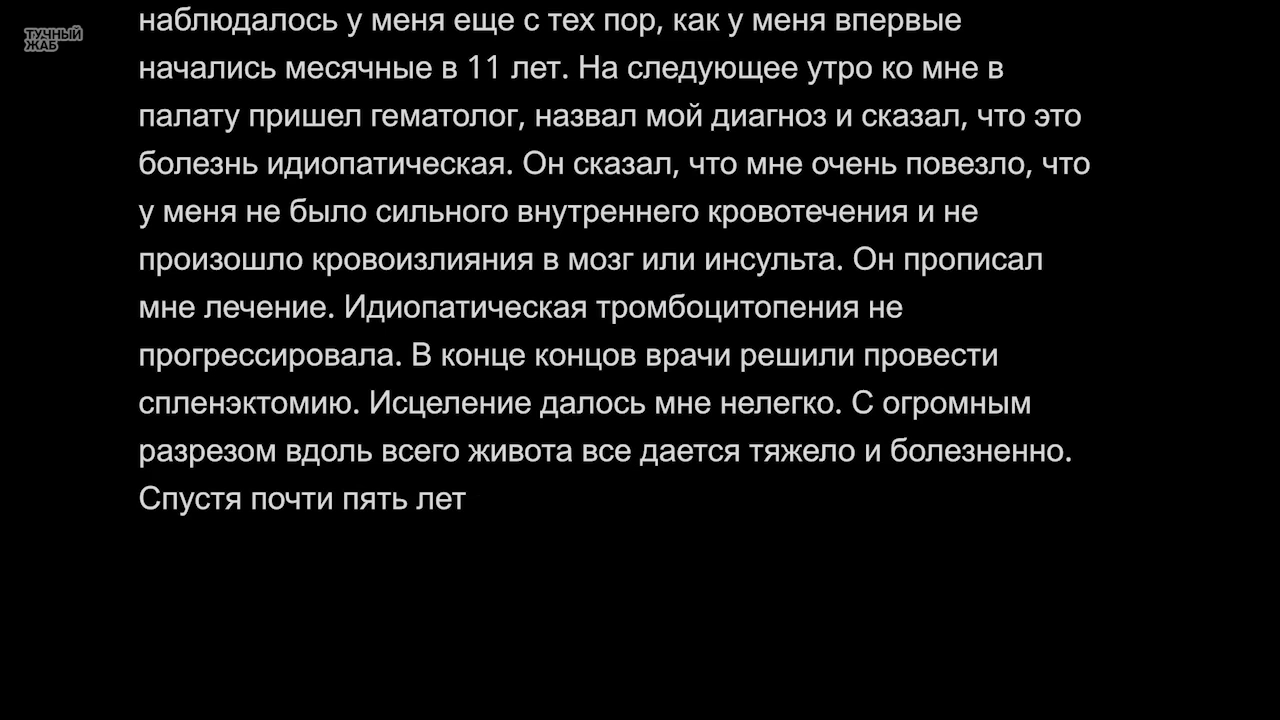 ТУЧНЫЙ
ЖАБ
наблюдалось у меня еще с тех пор, как у меня впервые
начались месячные в 11 лет. На следующее утро ко мне в
палату пришел гематолог, назвал мой диагноз и сказал, что это
болезнь идиопатическая. Он сказал, что мне очень повезло, что
у меня не было сильного внутреннего кровотечения и не
произошло кровоизлияния в мозг или инсульта. Он прописал
мне лечение. Идиопатическая тромбоцитопения не
прогрессировала. В конце концов врачи решили провести
спленэктомию. Исцеление далось мне нелегко. С огромным
разрезом вдоль всего живота все дается тяжело и болезненно.
Спустя почти пять лет